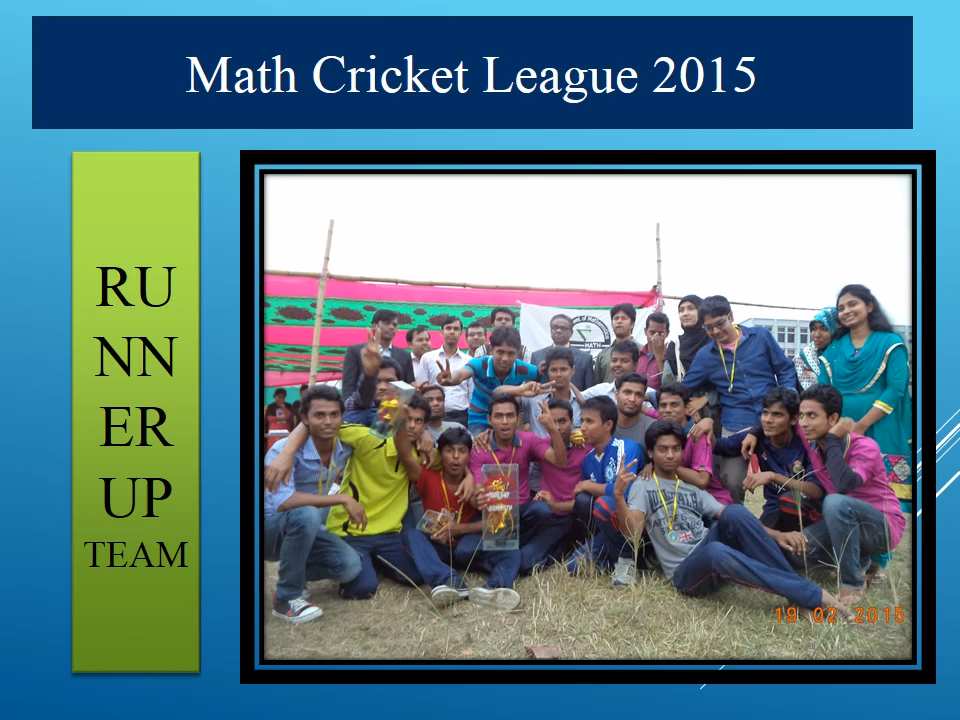 Math Cricket League 2015
RU
NN
ER
UP
TEAM
MATH
19.02.2015